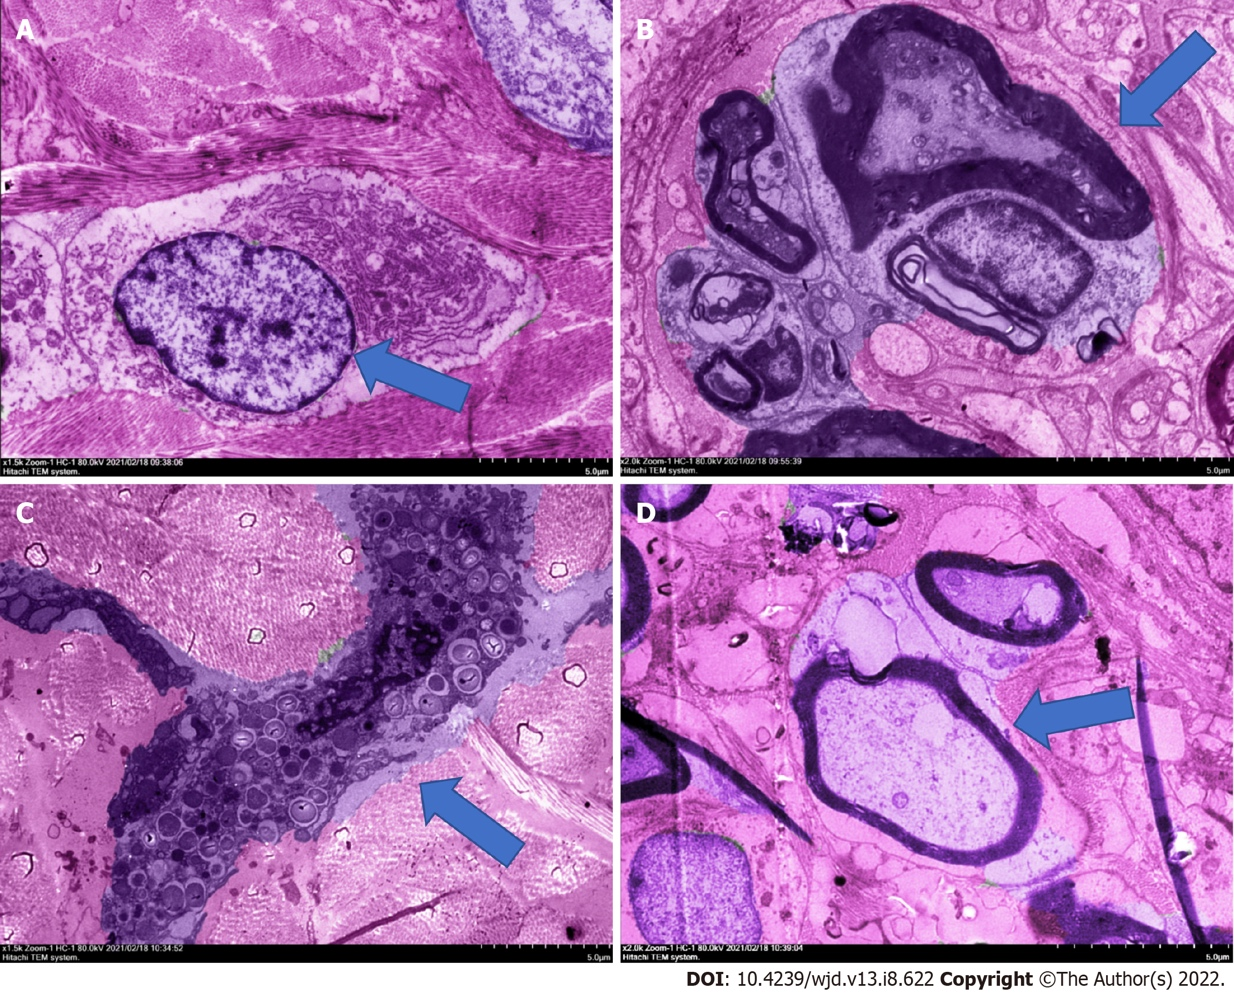 A
B
x1.5k Zoom-1 HC-1 80.0kV 2021/02/18 09:38:06
Hitachi TEM system.
5.0μm
x2.0k Zoom-1 HC-1 80.0kV 2021/02/18 09:55:39
Hitachi TEM system.
5.0μm
C
D
x1.5k Zoom-1 HC-1 80.0kV 2021/02/18 10:34:52
Hitachi TEM system.
5.0μm
x2.0k Zoom-1 HC-1 80.0kV 2021/02/18 10:39:04
Hitachi TEM system.
5.0μm
DOI: 10.4239/wjd.v13.i8.622 Copyright ©The Author(s) 2022.